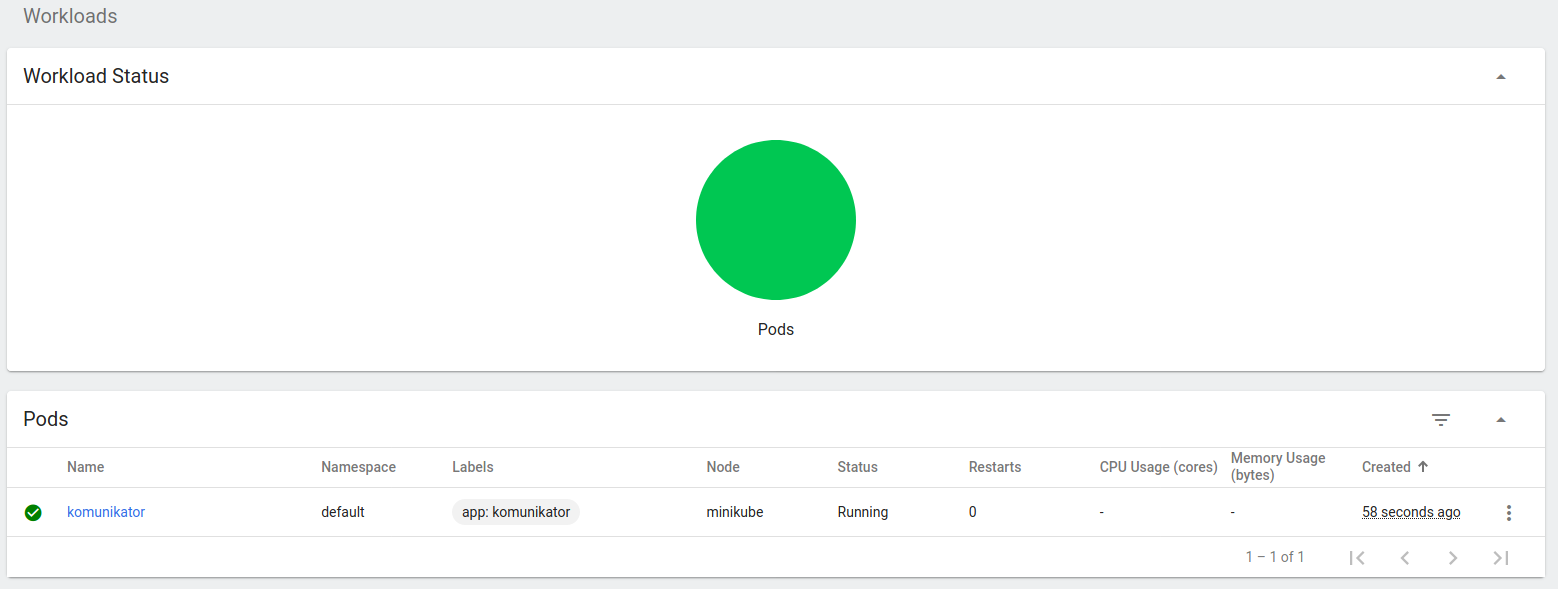 Workloads
Workload Status
Pods
Pods
Name Namespace Labels Node Status Restarts CPU Usage (cores) Memory Usage (bytes) Created
komunikator default app: komunikator minikube Running 0 - - 58 seconds ago
1 – 1 of 1